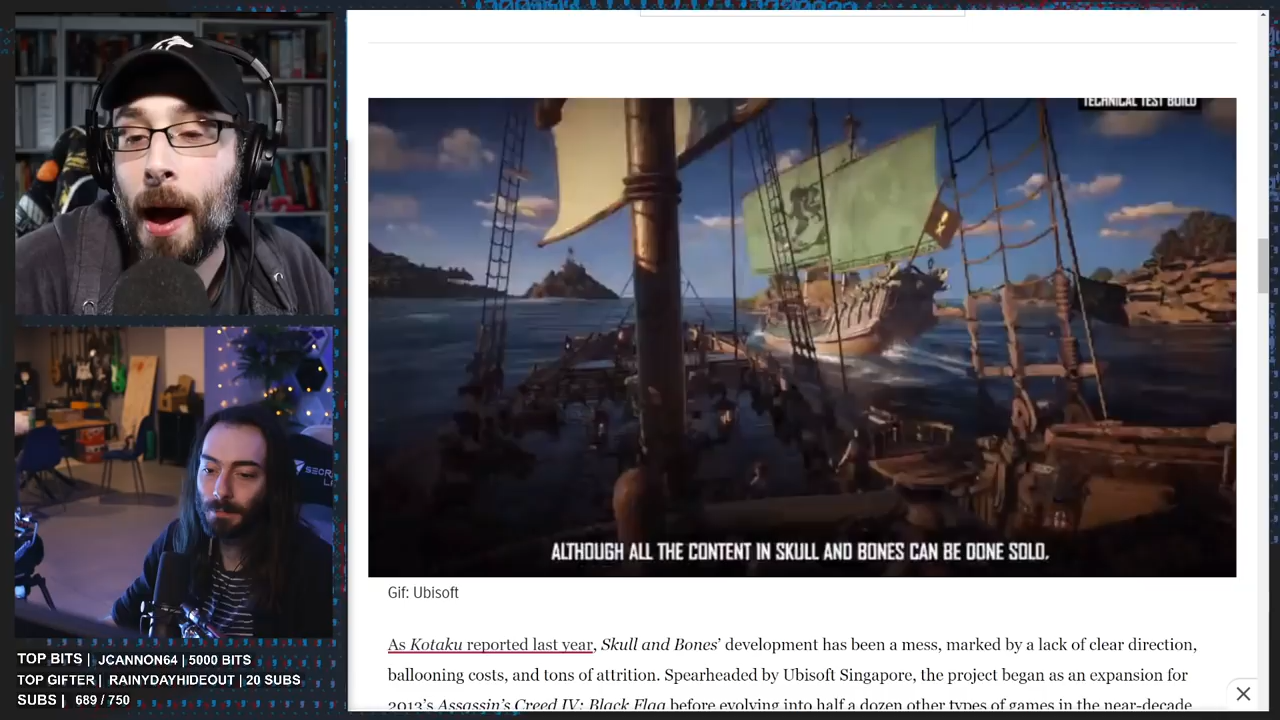 TECHNICAL TEST BUILD
ALTHOUGH ALL THE CONTENT IN SKULL AND BONES CAN BE DONE SOLO.
Gif: Ubisoft
As Kotaku reported last year, Skull and Bones’ development has been a mess, marked by a lack of clear direction,
ballooning costs, and tons of attrition. Spearheaded by Ubisoft Singapore, the project began as an expansion for
2013’s Assassin’s Creed IV: Black Flag before evolving into half a dozen other types of games in the near-decade
TOP BITS | JCANNON64 | 5000 BITS
TOP GIFTER | RAINYDAYHIDEOUT | 20 SUBS
SUBS | 689 / 750